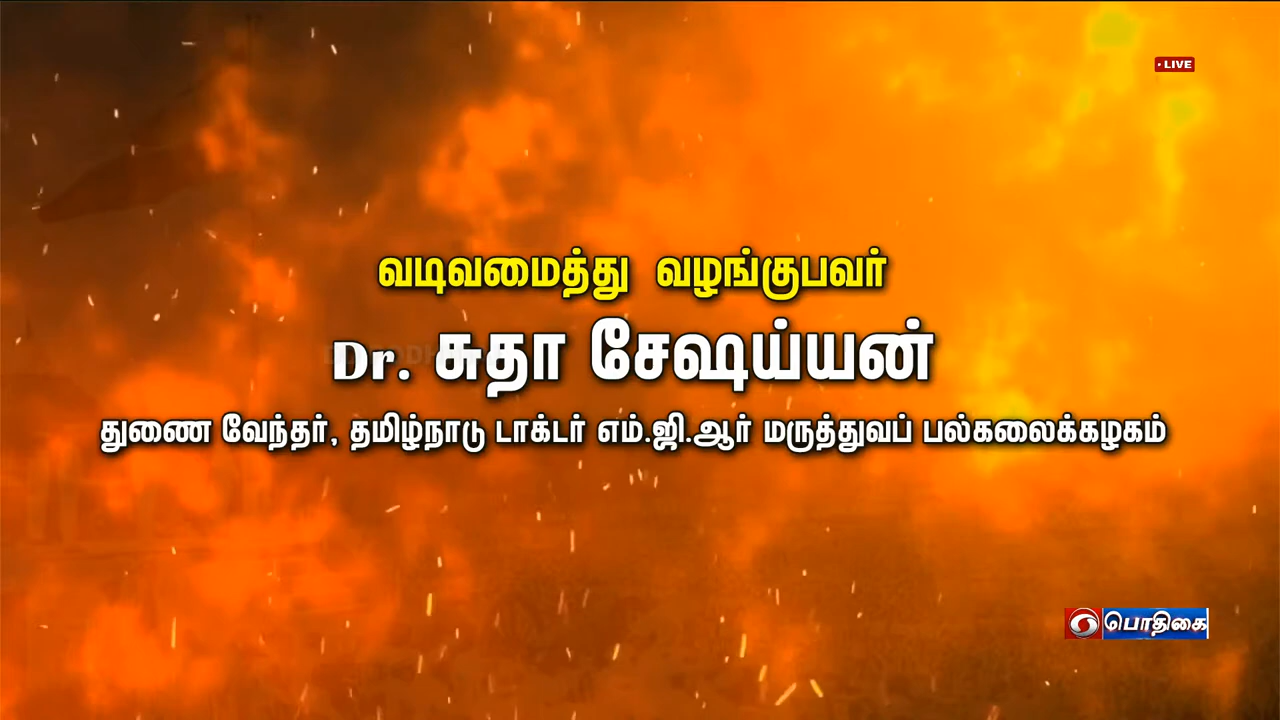 LIVE
வடிவமைத்து வழங்குபவர்
Dr. சுதா சேஷய்யன்
துணை வேந்தர், தமிழ்நாடு டாக்டர் எம்.ஜி.ஆர் மருத்துவப் பல்கலைக்கழகம்
பொதிகை